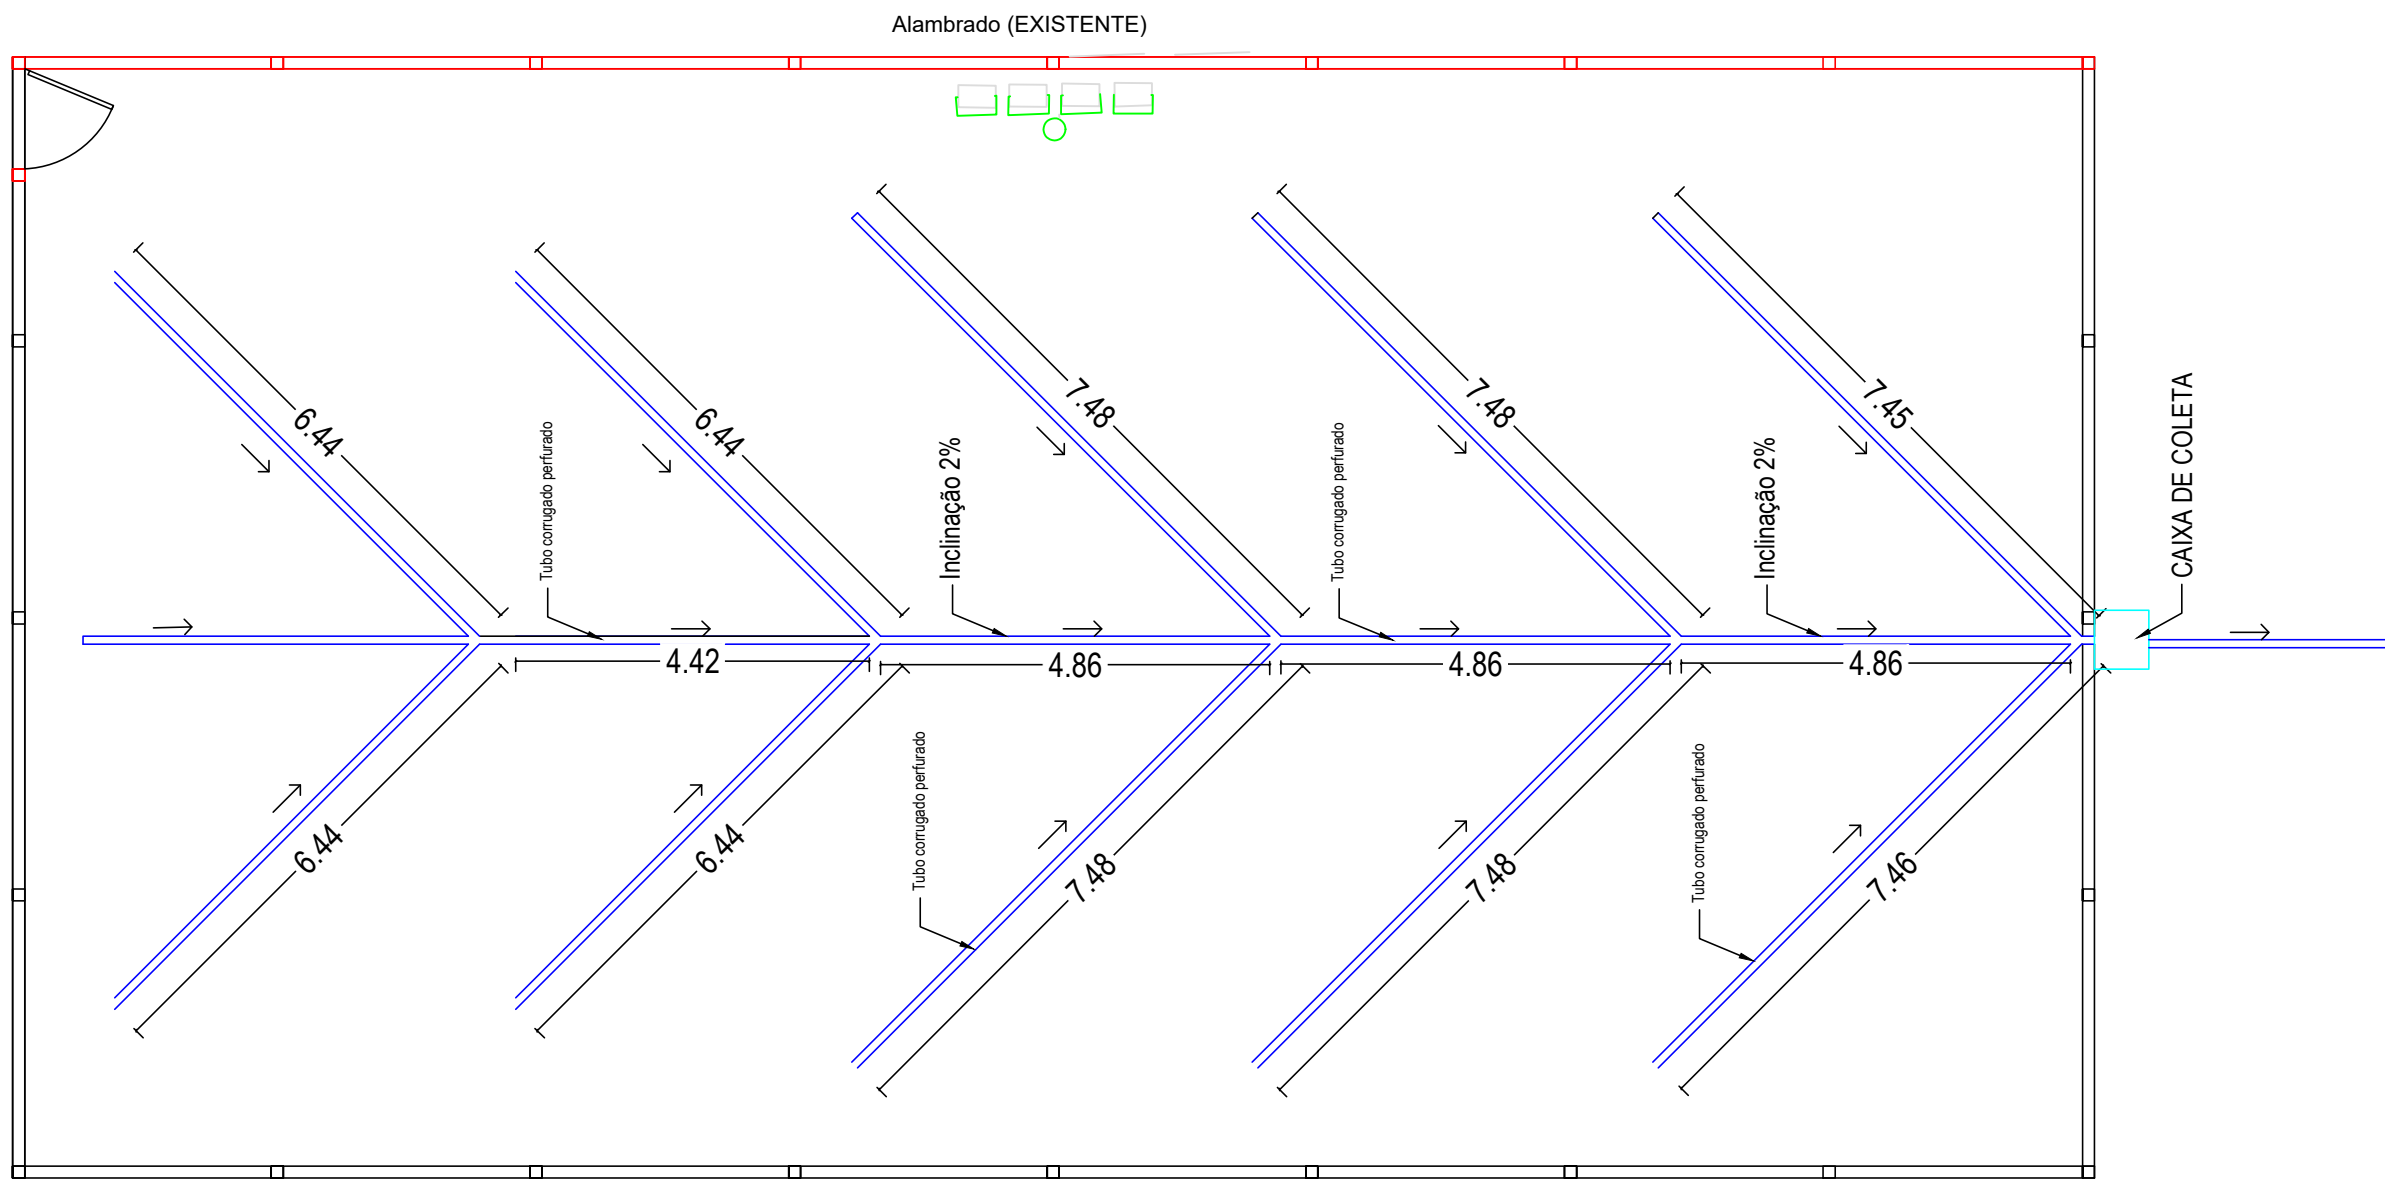 Alambrado (EXISTENTE)
6.44
6.44
7.48
7.48
7.45
Tubo corrugado perfurado
Inclinação 2%
Tubo corrugado perfurado
Inclinação 2%
CAIXA DE COLETA
4.42
4.86
4.86
4.86
6.44
6.44
Tubo corrugado perfurado
7.48
7.48
Tubo corrugado perfurado
7.46